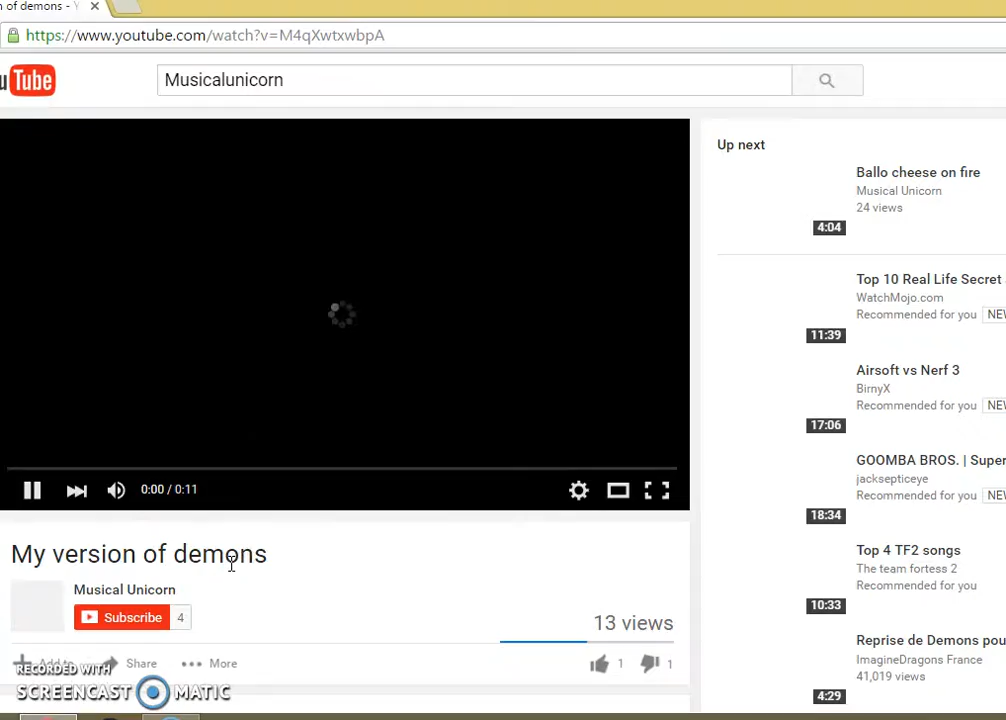 n of demons - Y
https://www.youtube.com/watch?v=M4qXwtxwbpA
Tube
Musicalunicorn
Up next
Ballo cheese on fire
Musical Unicorn
24 views
4:04
Top 10 Real Life Secret
WatchMojo.com
Recommended for you NEW
11:39
Airsoft vs Nerf 3
BirnyX
Recommended for you NEW
17:06
GOOMBA BROS. | Super
jacksepticeye
Recommended for you NEW
18:34
Top 4 TF2 songs
The team fortress 2
Recommended for you
10:33
Reprise de Demons pou
ImagineDragons France
41,019 views
4:29
0:00 / 0:11
My version of demons
Musical Unicorn
Subscribe 4
13 views
Add to Share More 1 1
RECORDED WITH
SCREENCAST MATIC